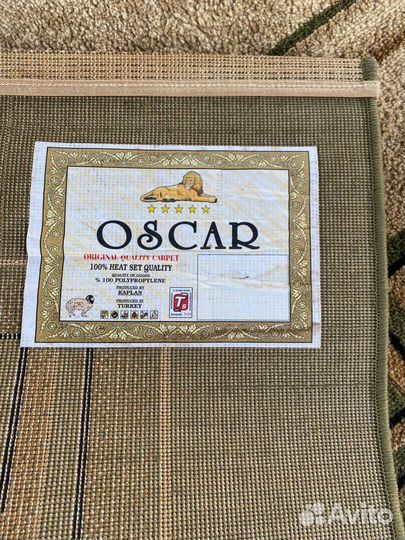 OSCAR
ORIGINAL QUALITY CARPET
100% HEAT SET QUALITY
QUALITY OF GOODS
% 100 POLYPROPYLENE
PRODUCED BY
KAPLAN
PRODUCED IN
TURKEY
Avito